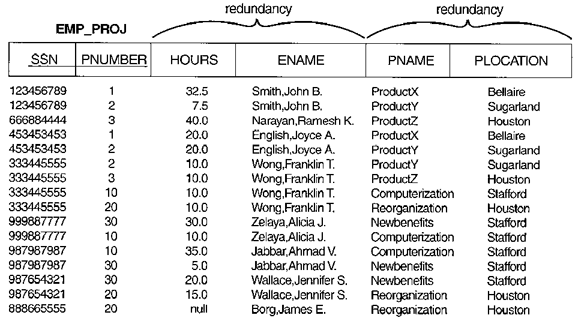 redundancy redundancy
EMP_PROJ
SSN PNUMBER HOURS ENAME PNAME PLOCATION
123456789 1 32.5 Smith,John B. ProductX Bellaire
123456789 2 7.5 Smith,John B. ProductY Sugarland
666884444 3 40.0 Narayan,Ramesh K. ProductZ Houston
453453453 1 20.0 English,Joyce A. ProductX Bellaire
453453453 2 20.0 English,Joyce A. ProductY Sugarland
333445555 2 10.0 Wong,Franklin T. ProductY Sugarland
333445555 3 10.0 Wong,Franklin T. ProductZ Houston
333445555 10 10.0 Wong,Franklin T. Computerization Stafford
333445555 20 10.0 Wong,Franklin T. Reorganization Houston
999887777 30 30.0 Zelaya,Alicia J. Newbenefits Stafford
999887777 10 10.0 Zelaya,Alicia J. Computerization Stafford
987987987 10 35.0 Jabbar,Ahmad V. Computerization Stafford
987987987 30 5.0 Jabbar,Ahmad V. Newbenefits Stafford
987654321 30 20.0 Wallace,Jennifer S. Newbenefits Stafford
987654321 20 15.0 Wallace,Jennifer S. Reorganization Houston
888665555 20 null Borg,James E. Reorganization Houston